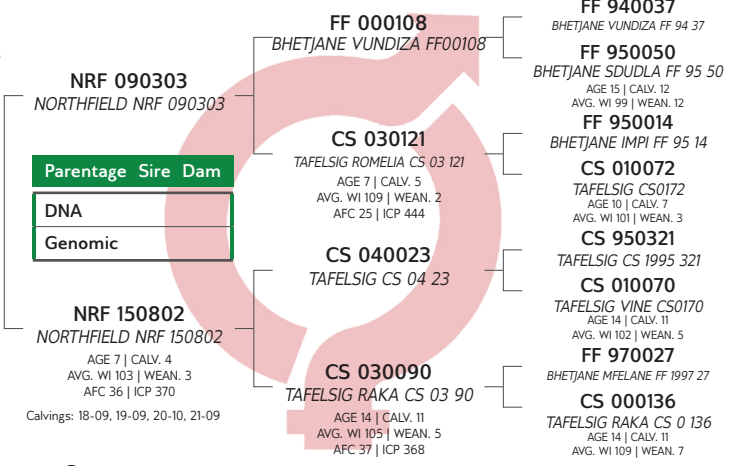 NRF 090303
NORTHFIELD NRF 090303
Parentage Sire Dam
DNA
Genomic
NRF 150802
NORTHFIELD NRF 150802
AGE 7 | CALV. 4
AVG. WI 103 | WEAN. 3
AFC 36 | ICP 370
Calvings: 18-09, 19-09, 20-10, 21-09
FF 000108
BHETJANE VUNDIZA FF00108
CS 030121
TAFELSIG ROMELIA CS 03 121
AGE 7 | CALV. 5
AVG. WI 109 | WEAN. 2
AFC 25 | ICP 444
CS 040023
TAFELSIG CS 04 23
CS 030090
TAFELSIG RAKA CS 03 90
AGE 14 | CALV. 11
AVG. WI 105 | WEAN. 5
AFC 37 | ICP 368
FF 940037
BHETJANE VUNDIZA FF 94 37
FF 950050
BHETJANE SDUDLA FF 95 50
AGE 15 | CALV. 12
AVG. WI 99 | WEAN. 12
FF 950014
BHETJANE IMPI FF 95 14
CS 010072
TAFELSIG CS0172
AGE 10 | CALV. 7
AVG. WI 101 | WEAN. 3
CS 950321
TAFELSIG CS 1995 321
CS 010070
TAFELSIG VINE CS0170
AGE 14 | CALV. 11
AVG. WI 102 | WEAN. 5
FF 970027
BHETJANE MFELANE FF 1997 27
CS 000136
TAFELSIG RAKA CS 0 136
AGE 14 | CALV. 11
AVG. WI 109 | WEAN. 7